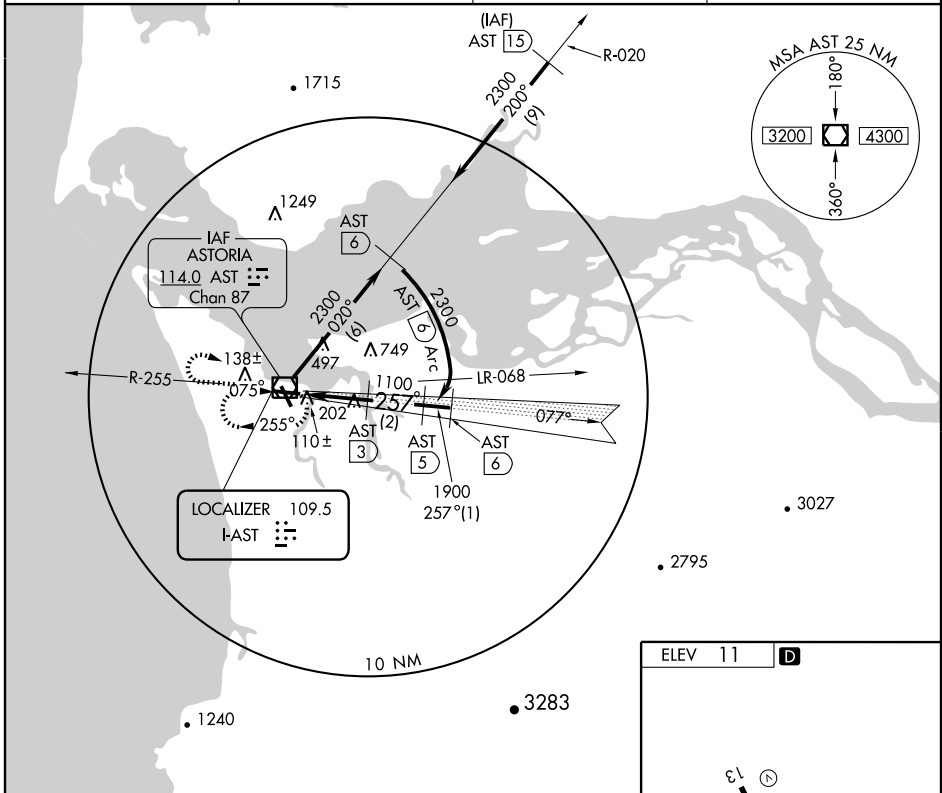 (IAF)
AST 15
R-020
2300
200°
(9)
MSA AST 25 NM
180°
3200
4300
360°
1715
1249
AST
6
IAF
ASTORIA
114.0 AST
Chan 87
2300
020°
(6)
2300
AST 6 Arc
497
749
138±
R-255
075°
1100
LR-068
257°
(2)
077°
202
255°
110±
AST
3
AST
5
AST
6
1900
257°(1)
LOCALIZER 109.5
I-AST
3027
2795
10 NM
3283
1240
ELEV 11
D
13